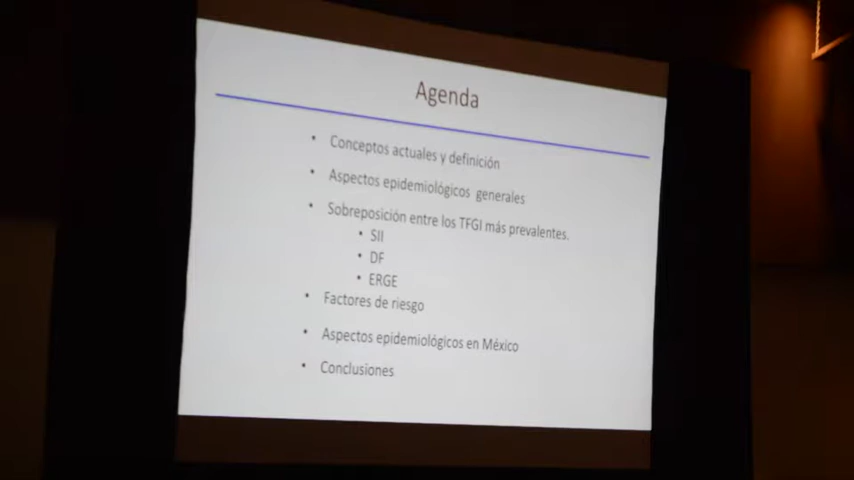 Agenda
• Conceptos actuales y definición
• Aspectos epidemiológicos generales
• Sobreposición entre los TFGI más prevalentes.
• SII
• DF
• ERGE
• Factores de riesgo
• Aspectos epidemiológicos en México
• Conclusiones